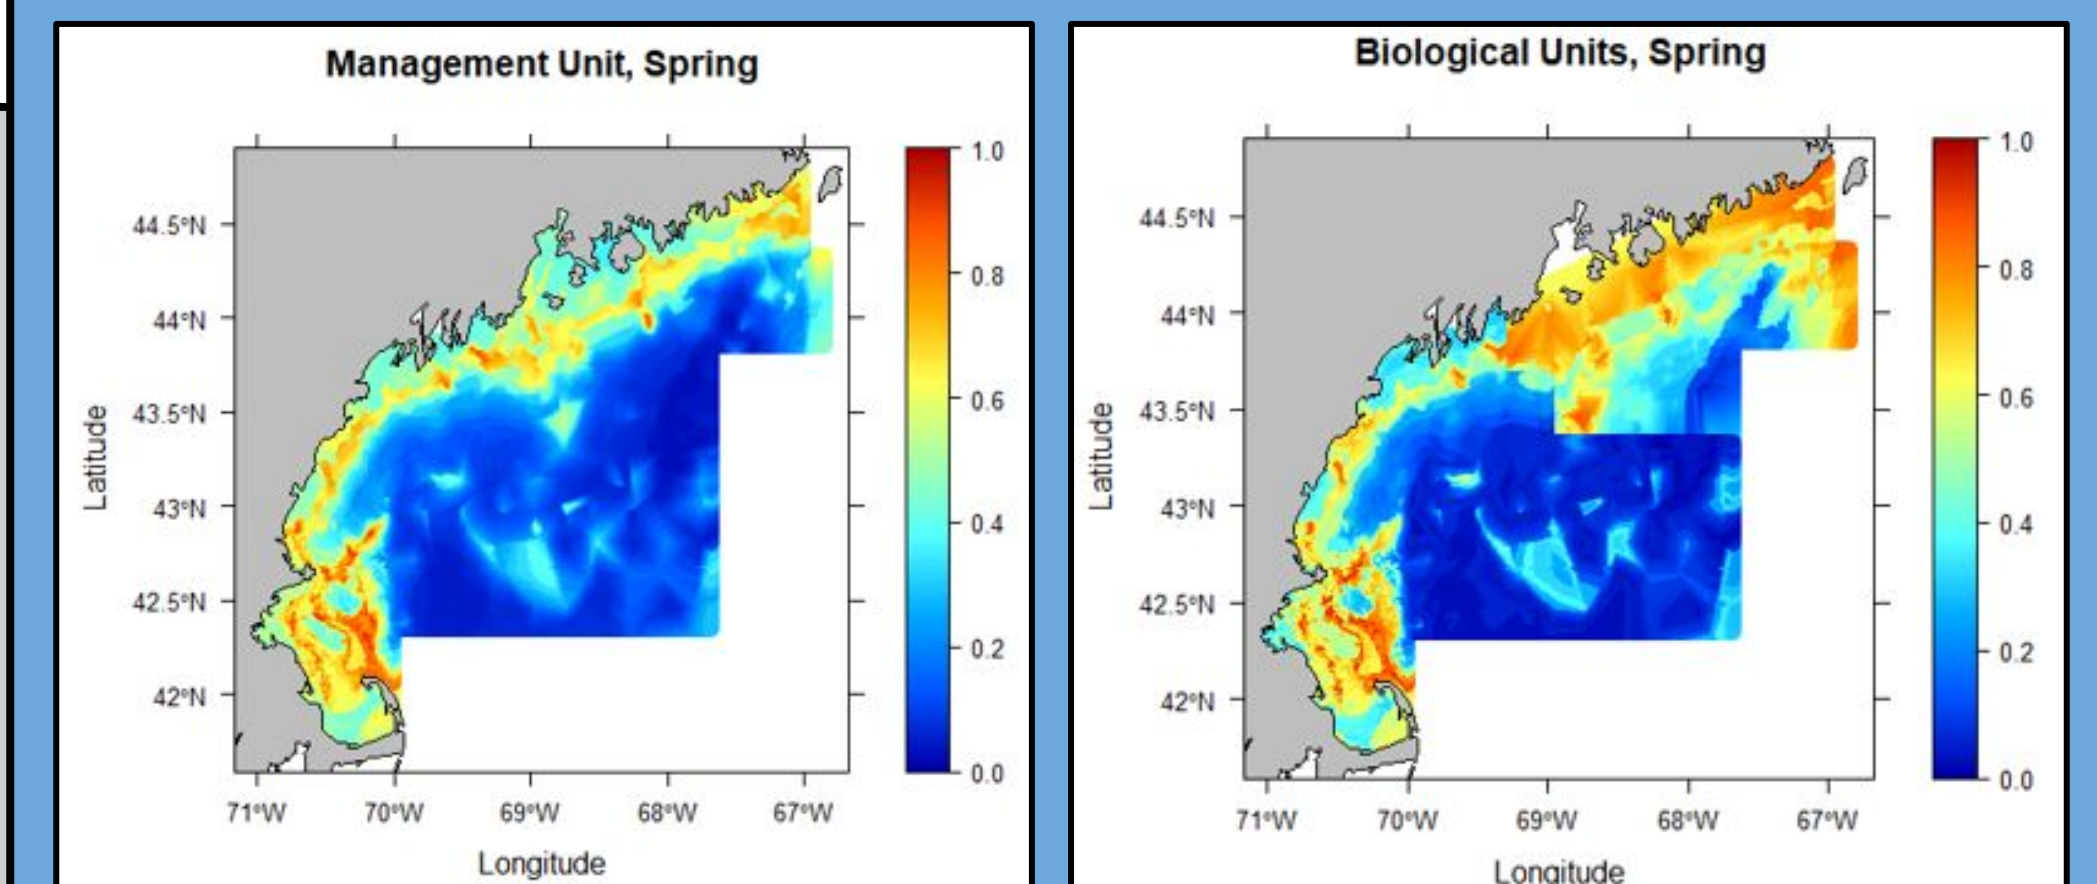 Management Unit, Spring
1.0
0.8
0.6
0.4
0.2
0.0
44.5°N
44°N
43.5°N
43°N
42.5°N
42°N
Latitude
71°W 70°W 69°W 68°W 67°W
Longitude
Biological Units, Spring
1.0
0.8
0.6
0.4
0.2
0.0
44.5°N
44°N
43.5°N
43°N
42.5°N
42°N
Latitude
71°W 70°W 69°W 68°W 67°W
Longitude